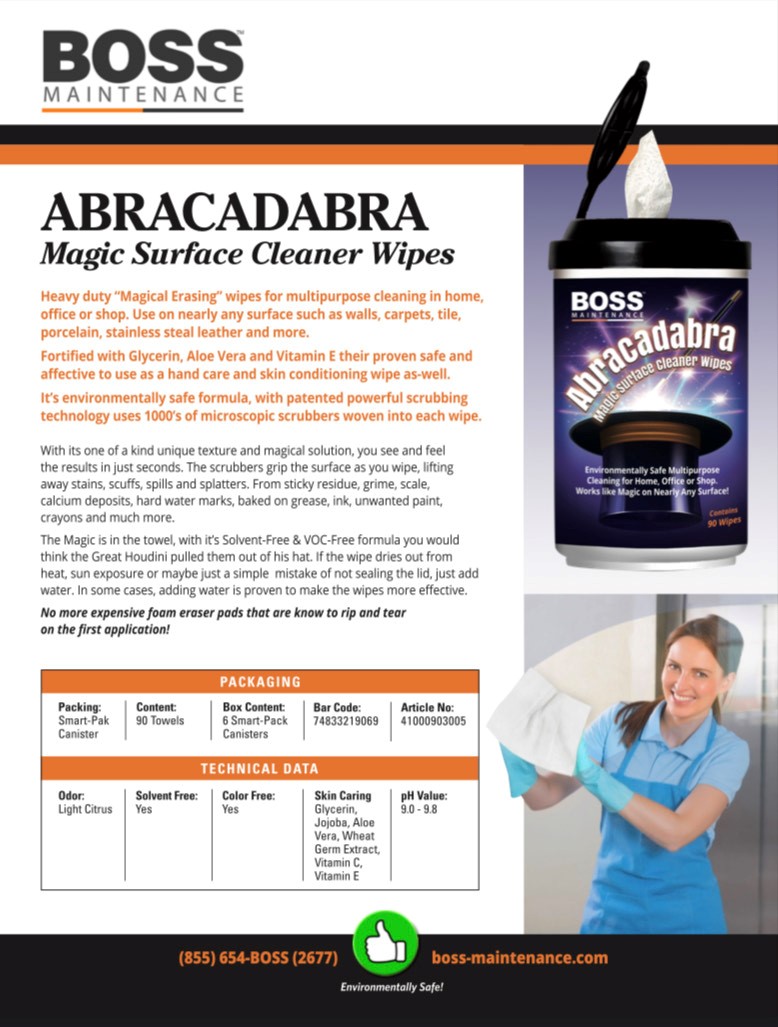 BOSS™
MAINTENANCE
ABRACADABRA
Magic Surface Cleaner Wipes
Heavy duty “Magical Erasing” wipes for multipurpose cleaning in home,
office or shop. Use on nearly any surface such as walls, carpets, tile,
porcelain, stainless steal leather and more.
Fortified with Glycerin, Aloe Vera and Vitamin E their proven safe and
affective to use as a hand care and skin conditioning wipe as-well.
It’s environmentally safe formula, with patented powerful scrubbing
technology uses 1000’s of microscopic scrubbers woven into each wipe.
With its one of a kind unique texture and magical solution, you see and feel
the results in just seconds. The scrubbers grip the surface as you wipe, lifting
away stains, scuffs, spills and splatters. From sticky residue, grime, scale,
calcium deposits, hard water marks, baked on grease, ink, unwanted paint,
crayons and much more.
The Magic is in the towel, with it’s Solvent-Free & VOC-Free formula you would
think the Great Houdini pulled them out of his hat. If the wipe dries out from
heat, sun exposure or maybe just a simple mistake of not sealing the lid, just add
water. In some cases, adding water is proven to make the wipes more effective.
No more expensive foam eraser pads that are know to rip and tear
on the first application!
BOSS
MAINTENANCE
Abracadabra
Magic Surface Cleaner Wipes
Environmentally Safe Multipurpose
Cleaning for Home, Office or Shop.
Works like Magic on Nearly Any Surface!
Contains
90 Wipes
PACKAGING
Packing:
Smart-Pak
Canister
Content:
90 Towels
Box Content:
6 Smart-Pack
Canisters
Bar Code:
74833219069
Article No:
41000903005
TECHNICAL DATA
Odor:
Light Citrus
Solvent Free:
Yes
Color Free:
Yes
Skin Caring
Glycerin,
Jojoba, Aloe
Vera, Wheat
Germ Extract,
Vitamin C,
Vitamin E
pH Value:
9.0 - 9.8
(855) 654-BOSS (2677)
boss-maintenance.com
Environmentally Safe!